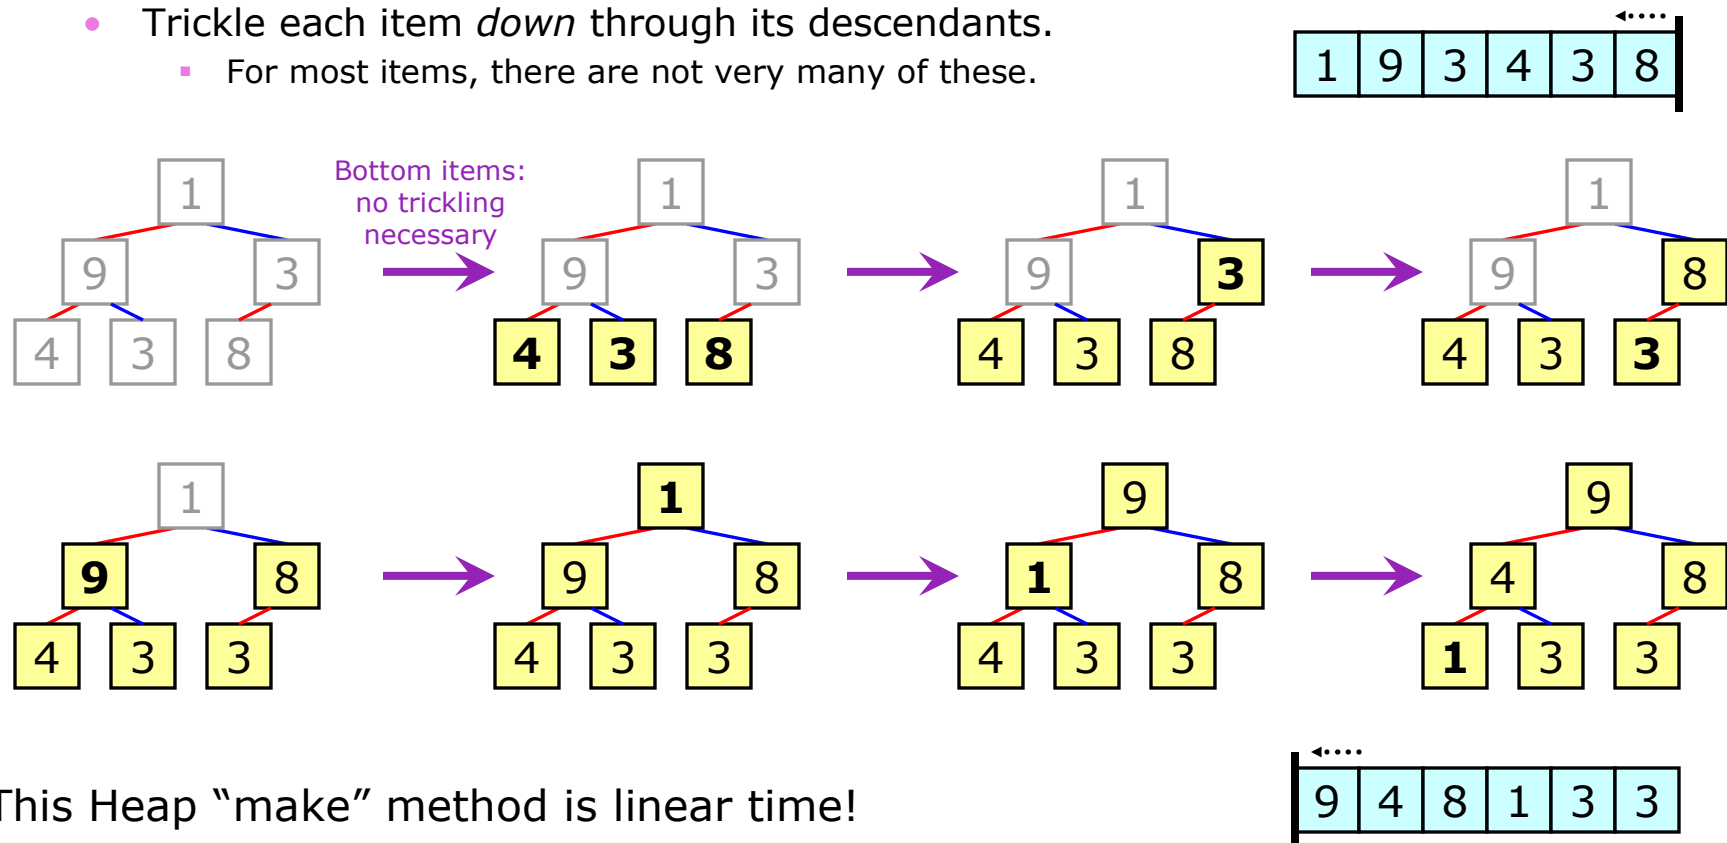 • Trickle each item down through its descendants.
▪ For most items, there are not very many of these.
1 9 3 4 3 8
Bottom items:
no trickling
necessary
1 1 1 1
9 3 9 3 9 3 9 8
4 3 8 4 3 8 4 3 8 4 3 3
1 1 9 9
9 8 9 8 1 8 4 8
4 3 3 4 3 3 4 3 3 1 3 3
This Heap “make” method is linear time!
9 4 8 1 3 3